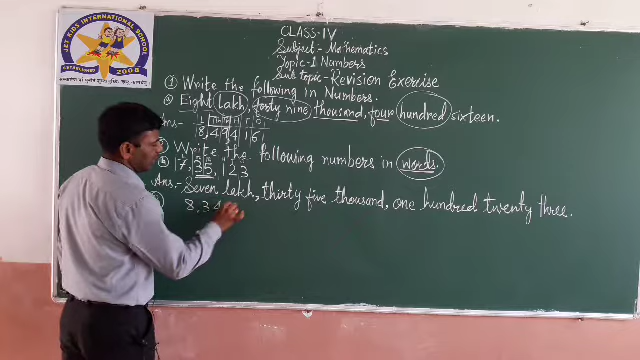 JET KIDS INTERNATIONAL SCHOOL
ESTABLISHED
2008
CLASS-IV
Subject - Mathematics
Topic-1 Numbers
Sub topic - Revision Exercise
① Write the following in Numbers.
Eight lakh, forty nine thousand, four hundred sixteen.
Ans-
8,49,416
Write the following numbers in words
7,35,123
Ans - Seven lakh, thirty five thousand, one hundred twenty three.
8,34